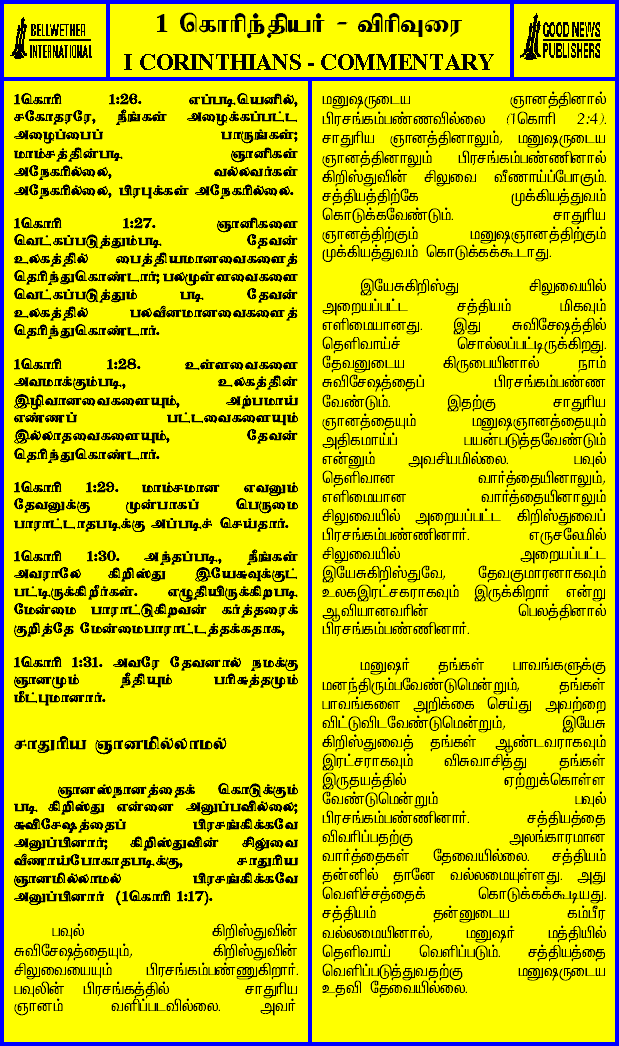 BELLWETHER
INTERNATIONAL
1 கொரிந்தியர் - விரிவுரை
I CORINTHIANS - COMMENTARY
GOOD NEWS
PUBLISHERS
1கொரி 1:26. எப்படியெனில்,
சகோதரரே, நீங்கள் அழைக்கப்பட்ட
அழைப்பைப் பாருங்கள்;
மாம்சத்தின்படி ஞானிகள்
அநேகரில்லை, வல்லவர்கள்
அநேகரில்லை, பிரபுக்கள் அநேகரில்லை.
1கொரி 1:27. ஞானிகளை
வெட்கப்படுத்தும்படி தேவன்
உலகத்தில் பைத்தியமானவைகளைத்
தெரிந்துகொண்டார்; பலமுள்ளவைகளை
வெட்கப்படுத்தும் படி தேவன்
உலகத்தில் பலவீனமானவைகளைத்
தெரிந்துகொண்டார்.
1கொரி 1:28. உள்ளவைகளை
அவமாக்கும்படி, உலகத்தின்
இழிவானவைகளையும், அற்பமாய்
எண்ணப் பட்டவைகளையும்
இல்லாதவைகளையும், தேவன்
தெரிந்துகொண்டார்.
1கொரி 1:29. மாம்சமான எவனும்
தேவனுக்கு முன்பாகப் பெருமை
பாராட்டாதபடிக்கு அப்படிச் செய்தார்.
1கொரி 1:30. அந்தப்படி, நீங்கள்
அவராலே கிறிஸ்து இயேசுவுக்குட்
பட்டிருக்கிறீர்கள். எழுதியிருக்கிறபடி
மேன்மை பாராட்டுகிறவன் கர்த்தரைக்
குறித்தே மேன்மைபாராட்டத்தக்கதாக,
1கொரி 1:31. அவரே தேவனால் நமக்கு
ஞானமும் நீதியும் பரிசுத்தமும்
மீட்புமானார்.
சாதுரிய ஞானமில்லாமல்
ஞானஸ்நானத்தைக் கொடுக்கும்
படி கிறிஸ்து என்னை அனுப்பவில்லை;
சுவிசேஷத்தைப் பிரசங்கிக்கவே
அனுப்பினார்; கிறிஸ்துவின் சிலுவை
வீணாய்போகாதபடிக்கு, சாதுரிய
ஞானமில்லாமல் பிரசங்கிக்கவே
அனுப்பினார் (1கொரி 1:17).
பவுல் கிறிஸ்துவின்
சுவிசேஷத்தையும், கிறிஸ்துவின்
சிலுவையையும் பிரசங்கம்பண்ணுகிறார்.
பவுலின் பிரசங்கத்தில் சாதுரிய
ஞானம் வளிப்படவில்லை. அவர்
மனுஷருடைய ஞானத்தினால்
பிரசங்கம்பண்ணவில்லை (1கொரி 2:4).
சாதுரிய ஞானத்தினாலும், மனுஷருடைய
ஞானத்தினாலும் பிரசங்கம்பண்ணினால்
கிறிஸ்துவின் சிலுவை வீணாய்ப்போகும்.
சத்தியத்திற்கே முக்கியத்துவம்
கொடுக்கவேண்டும். சாதுரிய
ஞானத்திற்கும் மனுஷஞானத்திற்கும்
முக்கியத்துவம் கொடுக்கக்கூடாது.
இயேசுகிறிஸ்து சிலுவையில்
அறையப்பட்ட சத்தியம் மிகவும்
எளிமையானது. இது சுவிசேஷத்தில்
தெளிவாய்ச் சொல்லப்பட்டிருக்கிறது.
தேவனுடைய கிருபையினால் நாம்
சுவிசேஷத்தைப் பிரசங்கம்பண்ண
வேண்டும். இதற்கு சாதுரிய
ஞானத்தையும் மனுஷஞானத்தையும்
அதிகமாய்ப் பயன்படுத்தவேண்டும்
என்னும் அவசியமில்லை. பவுல்
தெளிவான வார்த்தையினாலும்,
எளிமையான வார்த்தையினாலும்
சிலுவையில் அறையப்பட்ட கிறிஸ்துவைப்
பிரசங்கம்பண்ணினார். எருசலேமில்
சிலுவையில் அறையப்பட்ட
இயேசுகிறிஸ்துவே, தேவகுமாரனாகவும்
உலகஇரட்சகராகவும் இருக்கிறார் என்று
ஆவியானவரின் பெலத்தினால்
பிரசங்கம்பண்ணினார்.
மனுஷர் தங்கள் பாவங்களுக்கு
மனந்திரும்பவேண்டுமென்றும், தங்கள்
பாவங்களை அறிக்கை செய்து அவற்றை
விட்டுவிடவேண்டுமென்றும், இயேசு
கிறிஸ்துவைத் தங்கள் ஆண்டவராகவும்
இரட்சராகவும் விசுவாசித்து தங்கள்
இருதயத்தில் ஏற்றுக்கொள்ள
வேண்டுமென்றும் பவுல்
பிரசங்கம்பண்ணினார். சத்தியத்தை
விவரிப்பதற்கு அலங்காரமான
வார்த்தைகள் தேவையில்லை. சத்தியம்
தன்னில் தானே வல்லமையுள்ளது. அது
வெளிச்சத்தைக் கொடுக்கக்கூடியது.
சத்தியம் தன்னுடைய கம்பீர
வல்லமையினால், மனுஷர் மத்தியில்
தெளிவாய் வெளிப்படும். சத்தியத்தை
வெளிப்படுத்துவதற்கு மனுஷருடைய
உதவி தேவையில்லை.